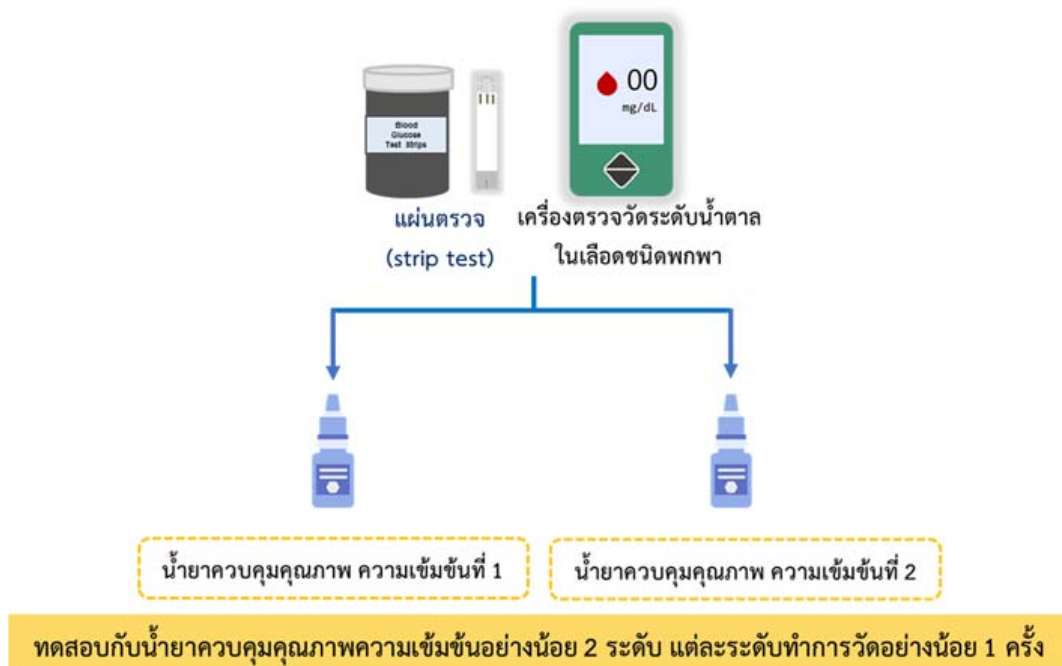 Blood
Glucose
Test Strips
00
mg/dL
แผ่นตรวจ
(strip test)
เครื่องตรวจวัดระดับน้ำตาล
ในเลือดชนิดพกพา
น้ำยาควบคุมคุณภาพ ความเข้มข้นที่ 1
น้ำยาควบคุมคุณภาพ ความเข้มข้นที่ 2
ทดสอบกับน้ำยาควบคุมคุณภาพความเข้มข้นอย่างน้อย 2 ระดับ แต่ละระดับทำการวัดอย่างน้อย 1 ครั้ง